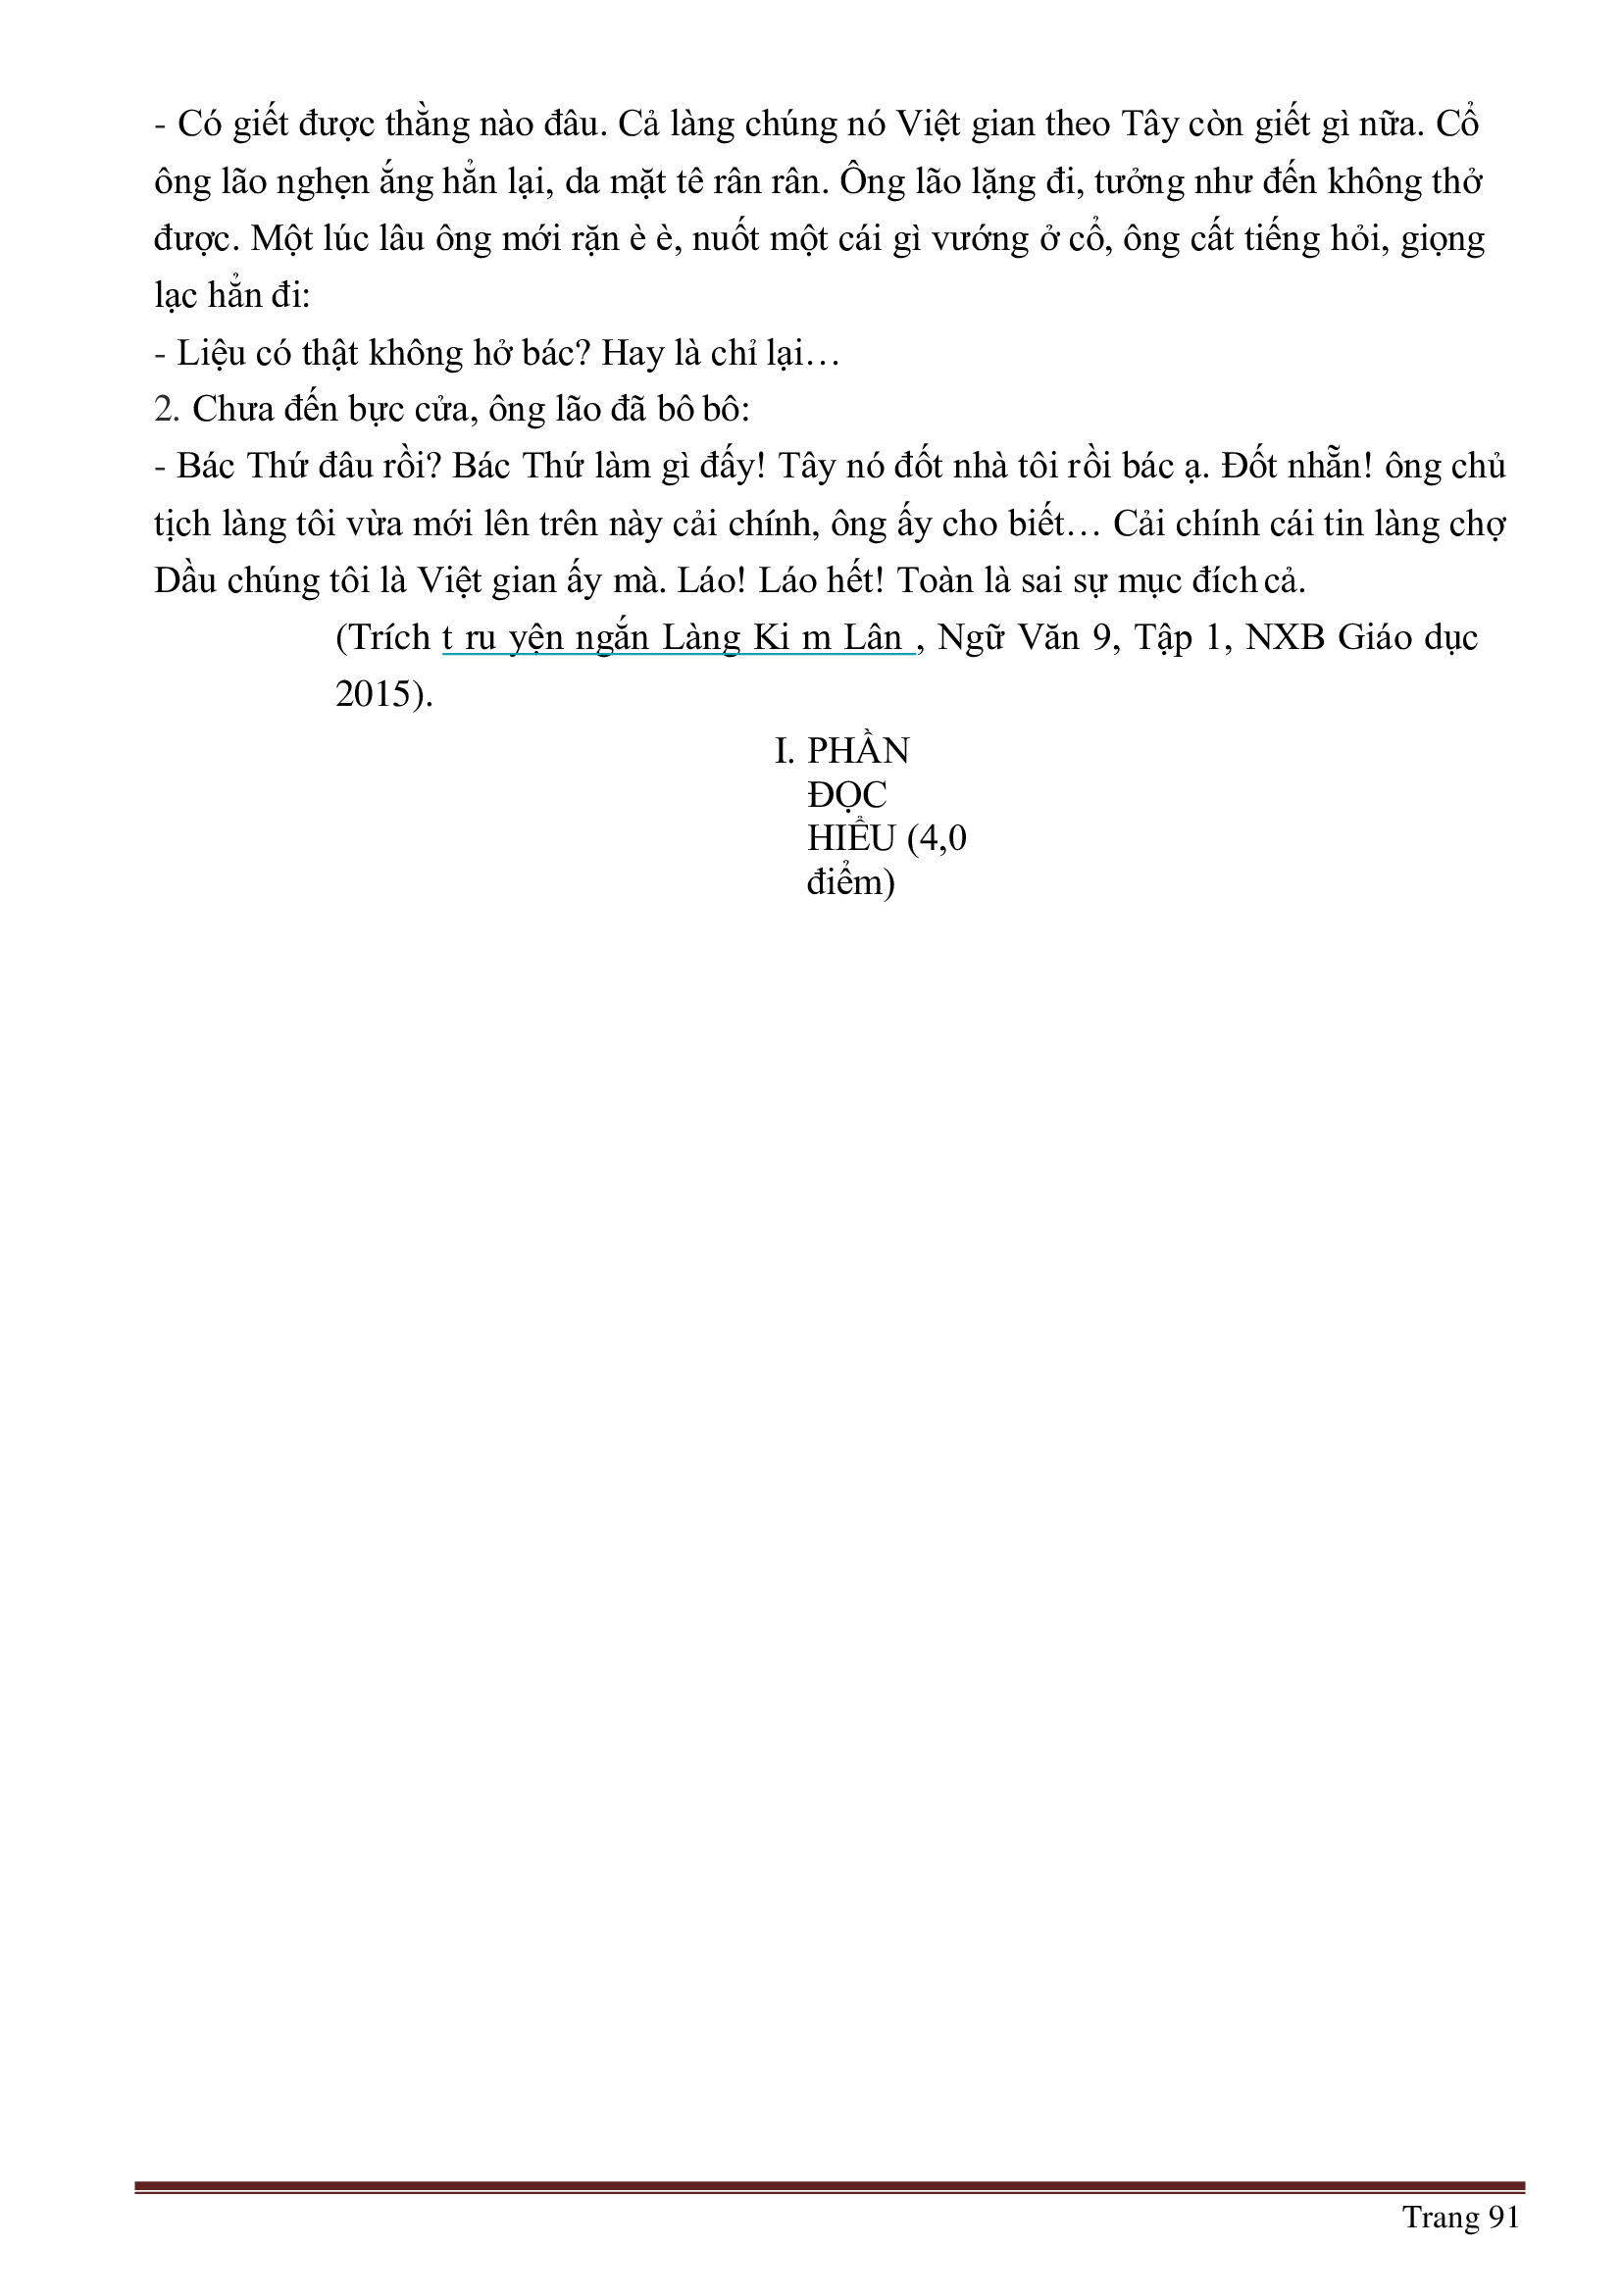 - Có giết được thằng nào đâu. Cả làng chúng nó Việt gian theo Tây còn giết gì nữa. Cổ
ông lão nghẹn ắng hẳn lại, da mặt tê rân rân. Ông lão lặng đi, tưởng như đến không thở
được. Một lúc lâu ông mới rặn è è, nuốt một cái gì vướng ở cổ, ông cất tiếng hỏi, giọng
lạc hẳn đi:
- Liệu có thật không hở bác? Hay là chỉ lại…
2. Chưa đến bực cửa, ông lão đã bô bô:
- Bác Thứ đâu rồi? Bác Thứ làm gì đấy! Tây nó đốt nhà tôi rồi bác ạ. Đốt nhẵn! ông chủ
tịch làng tôi vừa mới lên trên này cải chính, ông ấy cho biết… Cải chính cái tin làng chợ
Dầu chúng tôi là Việt gian ấy mà. Láo! Láo hết! Toàn là sai sự mục đích cả.
(Trích t ru yện ngắn Làng Ki m Lân , Ngữ Văn 9, Tập 1, NXB Giáo dục
2015).
I. PHẦN
ĐỌC
HIỂU (4,0
điểm)
Trang 91